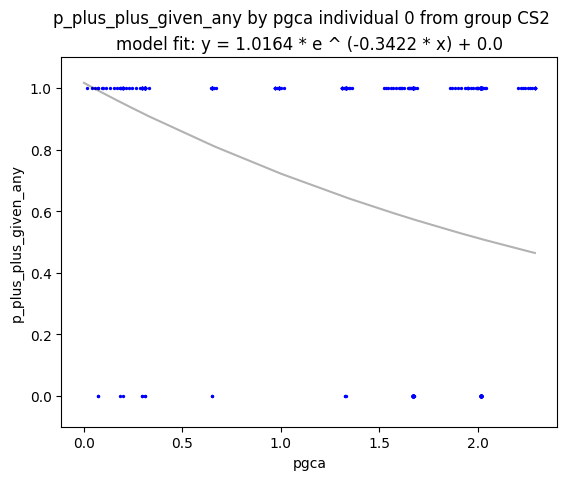 p_plus_plus_given_any by pgca individual 0 from group CS2
model fit: y = 1.0164 * e ^ (-0.3422 * x) + 0.0
1.0
0.8
0.6
0.4
0.2
0.0
p_plus_plus_given_any
0.0 0.5 1.0 1.5 2.0
pgca